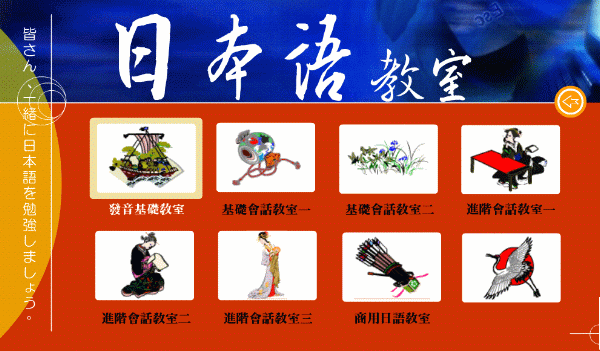 日本語教室
皆さん、一緒に日本語を勉強しましょう。
發音基礎教室
基礎會話教室一
基礎會話教室二
進階會話教室一
進階會話教室二
進階會話教室三
商用日語教室